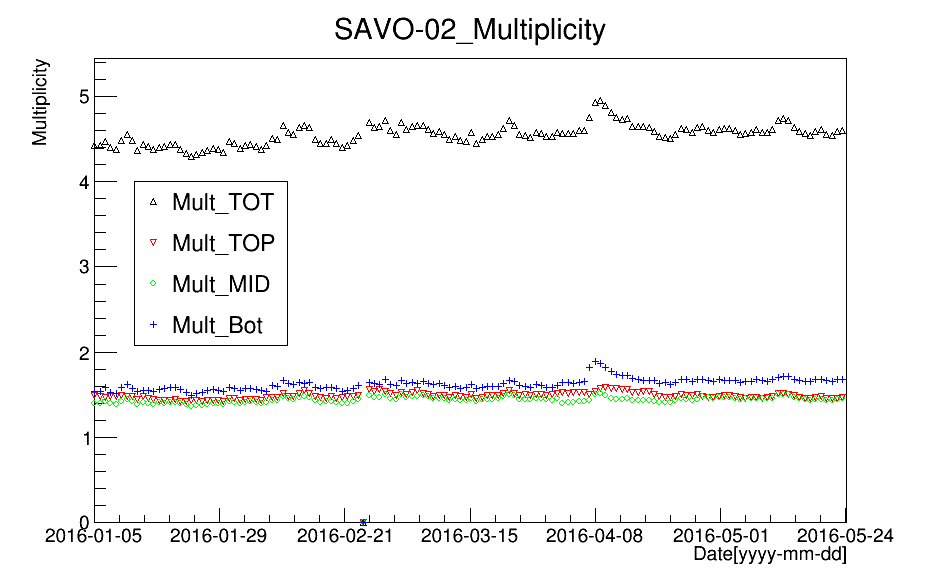 SAVO-02_Multiplicity
Multiplicity
5
4
3
2
1
0
Mult_TOT
Mult_TOP
Mult_MID
Mult_Bot
2016-01-05 2016-01-29 2016-02-21 2016-03-15 2016-04-08 2016-05-01 2016-05-24
Date[yyyy-mm-dd]